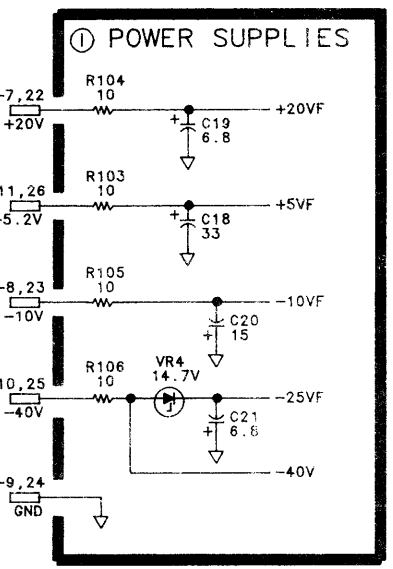 1 POWER SUPPLIES
-7,22
R104
10
+20V
+
C19
6.8
+20VF
11,26
R103
10
-5.2V
+
C18
33
+5VF
-8,23
R105
10
-10V
+
C20
15
-10VF
10,25
R106
10
VR4
14.7V
-40V
+
C21
6.8
-25VF
-40V
-9,24
GND